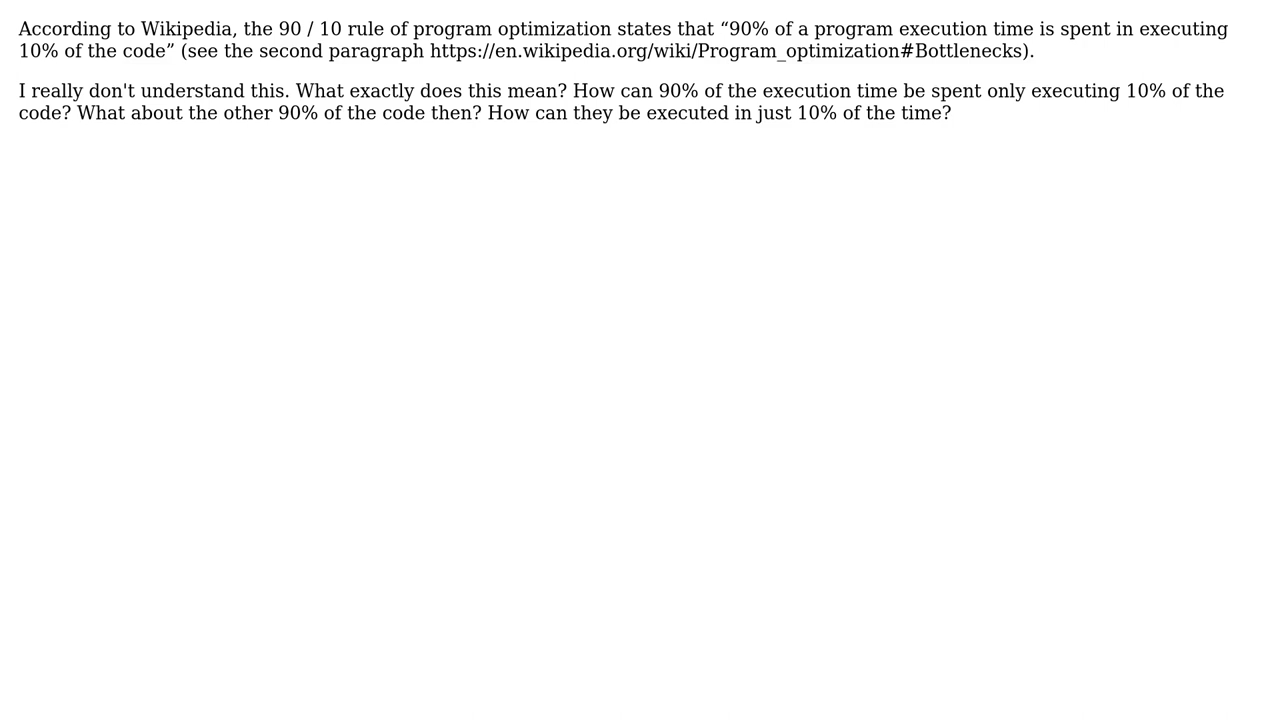 According to Wikipedia, the 90 / 10 rule of program optimization states that “90% of a program execution time is spent in executing
10% of the code” (see the second paragraph https://en.wikipedia.org/wiki/Program_optimization#Bottlenecks).
I really don't understand this. What exactly does this mean? How can 90% of the execution time be spent only executing 10% of the
code? What about the other 90% of the code then? How can they be executed in just 10% of the time?